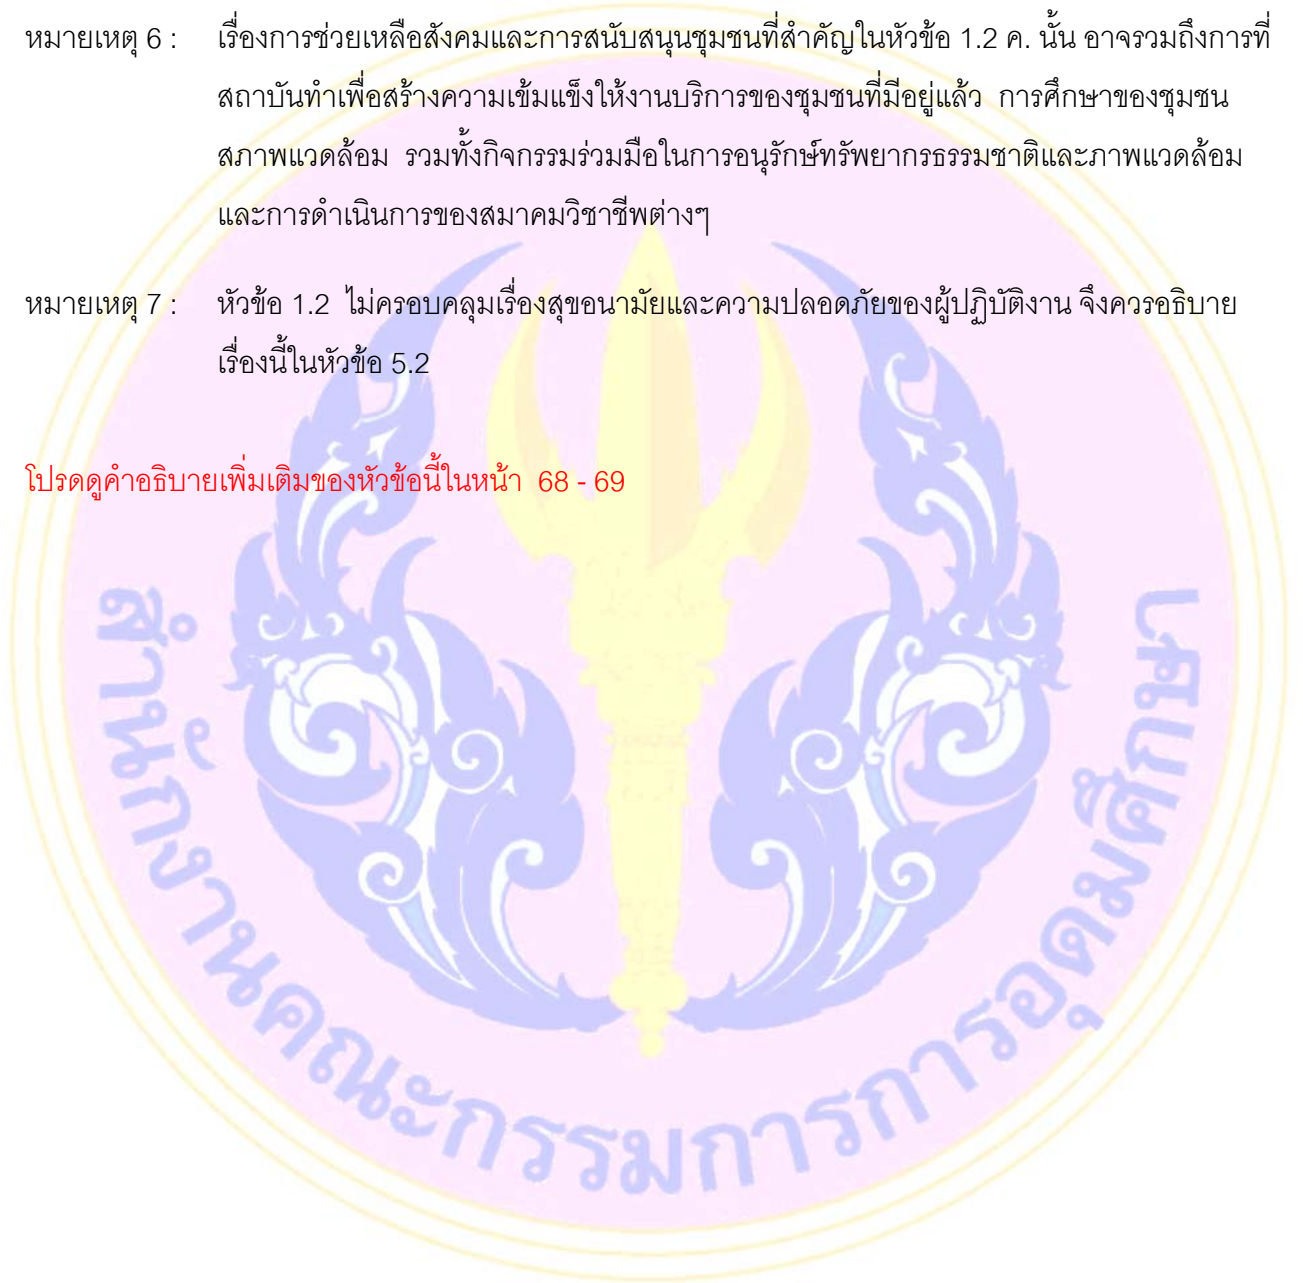 หมายเหตุ 6 : เรื่องการช่วยเหลือสังคมและการสนับสนุนชุมชนที่สำคัญในหัวข้อ 1.2 ค. นั้น อาจรวมถึงการที่
สถาบันทำเพื่อสร้างความเข้มแข็งให้งานบริการของชุมชนที่มีอยู่แล้ว การศึกษาของชุมชน
สภาพแวดล้อม รวมทั้งกิจกรรมร่วมมือในการอนุรักษ์ทรัพยากรธรรมชาติและภาพแวดล้อม
และการดำเนินการของสมาคมวิชาชีพต่างๆ
หมายเหตุ 7 : หัวข้อ 1.2 ไม่ครอบคลุมเรื่องสุขอนามัยและความปลอดภัยของผู้ปฏิบัติงาน จึงควรอธิบาย
เรื่องนี้ในหัวข้อ 5.2
โปรดดูคำอธิบายเพิ่มเติมของหัวข้อนี้ในหน้า 68 - 69
สำนักงานคณะกรรมการการอุดมศึกษา